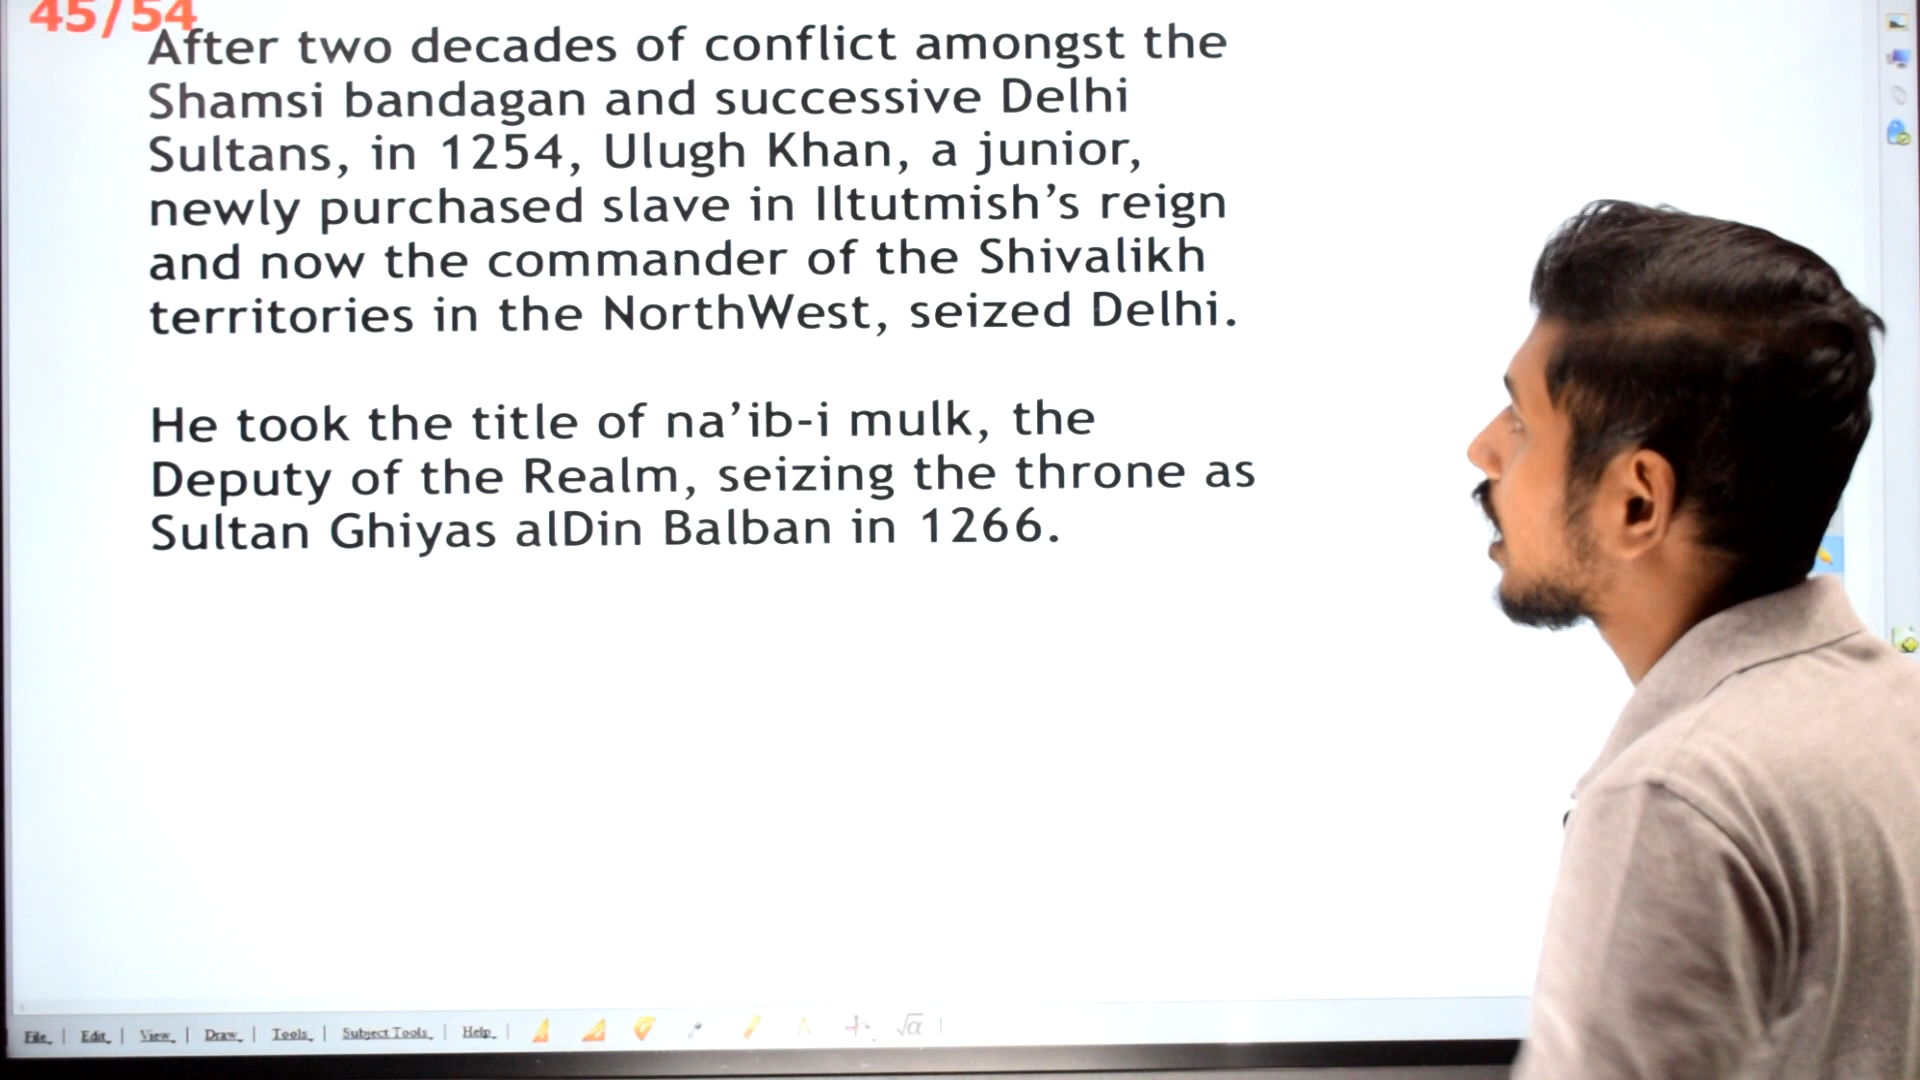 45/54
After two decades of conflict amongst the
Shamsi bandagan and successive Delhi
Sultans, in 1254, Ulugh Khan, a junior,
newly purchased slave in Iltutmish’s reign
and now the commander of the Shivalikh
territories in the NorthWest, seized Delhi.
He took the title of na’ib-i mulk, the
Deputy of the Realm, seizing the throne as
Sultan Ghiyas alDin Balban in 1266.
File | Edit | View | Draw | Tools | Subject Tools | Help |
√α